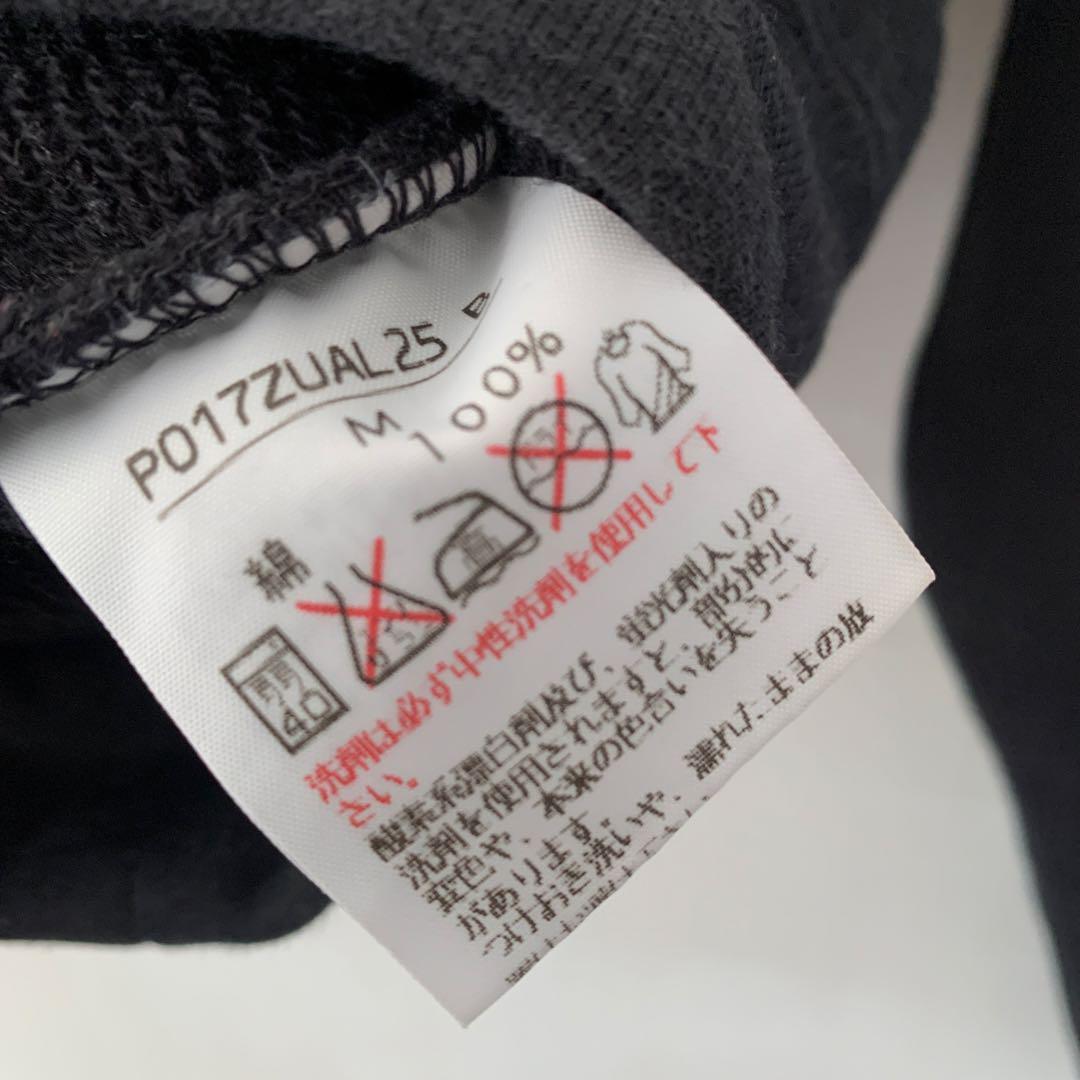 P017ZUAL25
M
綿 100%
40
洗剤は必ず中性洗剤を使用して下
さい。
酸素系漂白剤及び、蛍光剤入りの
洗剤を使用されますと、部分的に
変色や、本来の色合いを失うこと
があります。
つけおき洗いや、濡れたままの放